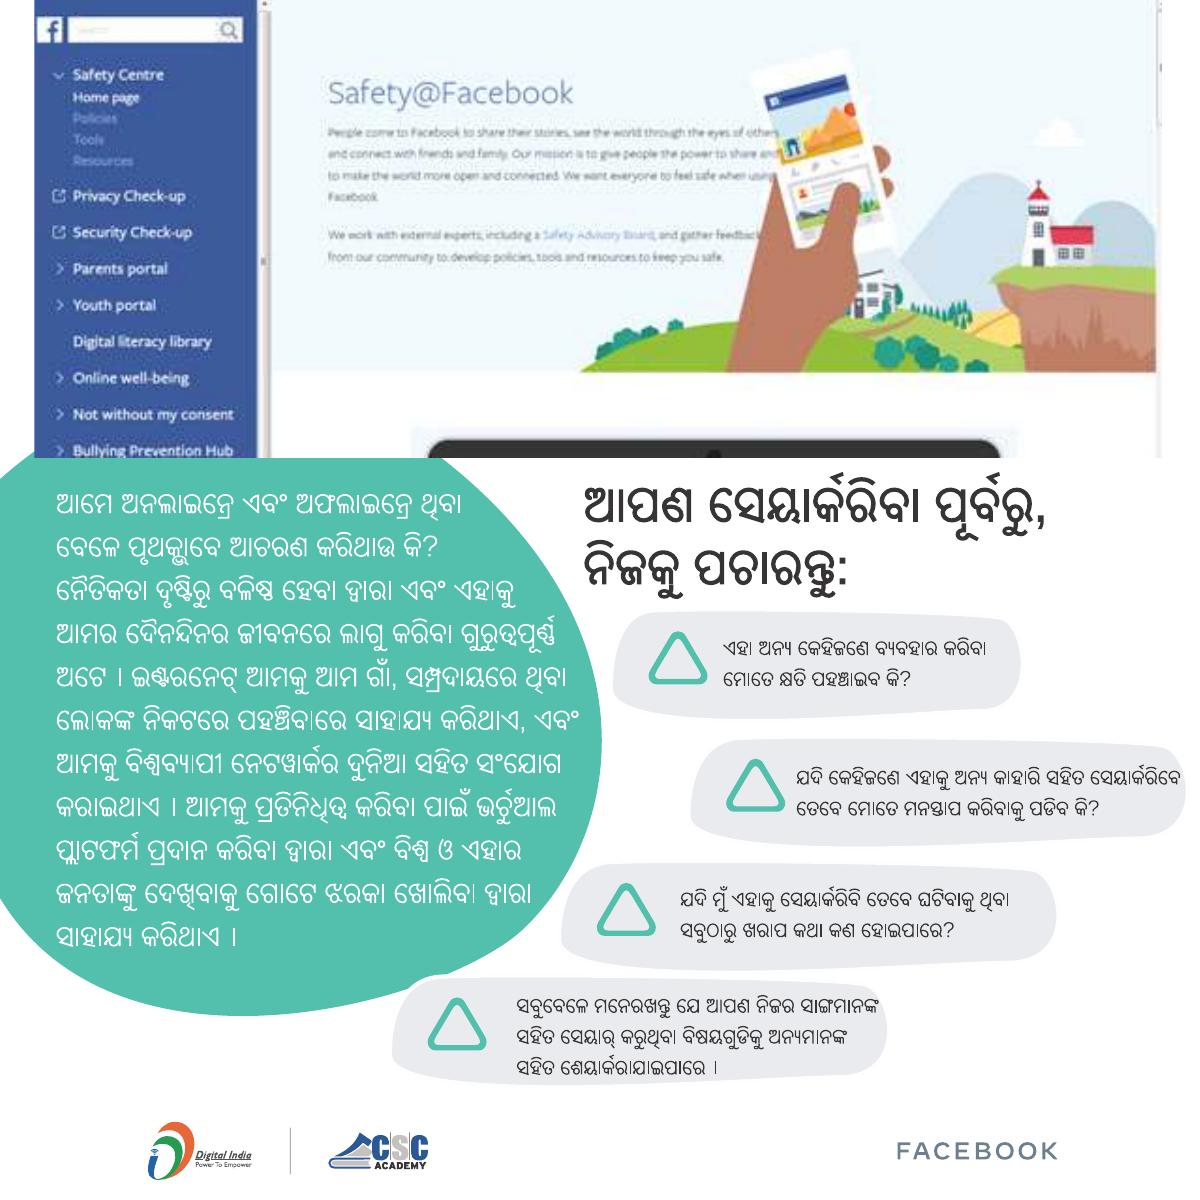 Search
Safety Centre
Home page
Policies
Tools
Resources
Privacy Check-up
Security Check-up
Parents portal
Youth portal
Digital literacy library
Online well-being
Not without my consent
Bullying Prevention Hub
Safety@Facebook
People come to Facebook to share their stories, see the world through the eyes of others
and connect with friends and family. Our mission is to give people the power to share and
to make the world more open and connected. We want everyone to feel safe when using
Facebook.
We work with external experts, including a Safety Advisory Board, and gather feedback
from our community to develop policies, tools and resources to keep you safe.
ଆମେ ଅନଲାଇନ୍ରେ ଏବଂ ଅଫଲାଇନ୍ରେ ଥିବା
ବେଳେ ପୃଥକ୍ଭାବେ ଆଚରଣ କରିଥାଉ କି?
ନୈତିକତା ଦୃଷ୍ଟିରୁ ବଳିଷ୍ଠ ହେବା ଦ୍ୱାରା ଏବଂ ଏହାକୁ
ଆମର ଦୈନନ୍ଦିନର ଜୀବନରେ ଲାଗୁ କରିବା ଗୁରୁତ୍ୱପୂର୍ଣ୍ଣ
ଅଟେ । ଇଣ୍ଟରନେଟ୍ ଆମକୁ ଆମ ଗାଁ, ସମ୍ପ୍ରଦାୟରେ ଥିବା
ଲୋକଙ୍କ ନିକଟରେ ପହଞ୍ଚିବାରେ ସାହାଯ୍ୟ କରିଥାଏ, ଏବଂ
ଆମକୁ ବିଶ୍ୱବ୍ୟାପୀ ନେଟୱାର୍କର ଦୁନିଆ ସହିତ ସଂଯୋଗ
କରାଇଥାଏ । ଆମକୁ ପ୍ରତିନିଧିତ୍ୱ କରିବା ପାଇଁ ଭର୍ଚୁଆଲ
ପ୍ଲାଟଫର୍ମ ପ୍ରଦାନ କରିବା ଦ୍ୱାରା ଏବଂ ବିଶ୍ୱ ଓ ଏହାର
ଜନତାଙ୍କୁ ଦେଖିବାକୁ ଗୋଟେ ଝରକା ଖୋଲିବା ଦ୍ୱାରା
ସାହାଯ୍ୟ କରିଥାଏ ।
ଆପଣ ସେୟାର୍କରିବା ପୂର୍ବରୁ,
ନିଜକୁ ପଚାରନ୍ତୁ:
ଏହା ଅନ୍ୟ କେହିଜଣେ ବ୍ୟବହାର କରିବା
ମୋତେ କ୍ଷତି ପହଞ୍ଚାଇବ କି?
ଯଦି କେହିଜଣେ ଏହାକୁ ଅନ୍ୟ କାହାରି ସହିତ ସେୟାର୍କରିବେ
ତେବେ ମୋତେ ମନସ୍ତାପ କରିବାକୁ ପଡିବ କି?
ଯଦି ମୁଁ ଏହାକୁ ସେୟାର୍କରିବି ତେବେ ଘଟିବାକୁ ଥିବା
ସବୁଠାରୁ ଖରାପ କଥା କଣ ହୋଇପାରେ?
ସବୁବେଳେ ମନେରଖନ୍ତୁ ଯେ ଆପଣ ନିଜର ସାଙ୍ଗମାନଙ୍କ
ସହିତ ସେୟାର୍ କରୁଥିବା ବିଷୟଗୁଡିକୁ ଅନ୍ୟମାନଙ୍କ
ସହିତ ଶେୟାର୍କରାଯାଇପାରେ ।
Digital India
Power To Empower
CSC
ACADEMY
FACEBOOK